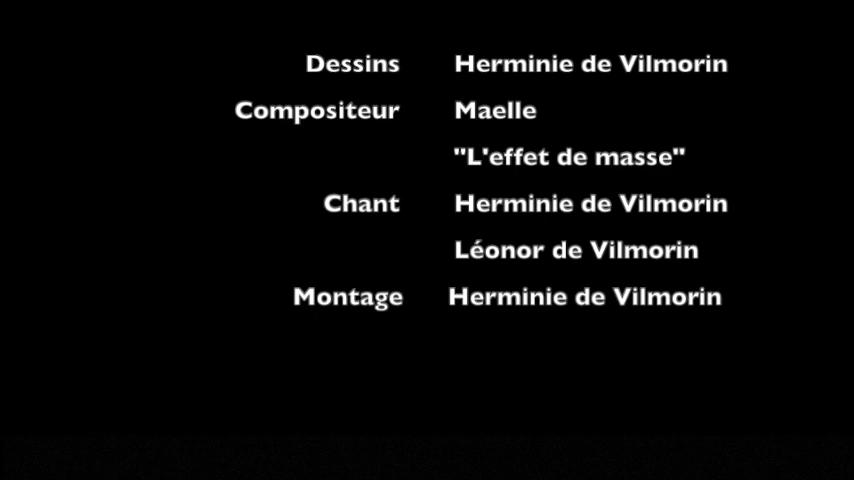 Dessins Herminie de Vilmorin
Compositeur Maelle
"L'effet de masse"
Chant Herminie de Vilmorin
Léonor de Vilmorin
Montage Herminie de Vilmorin